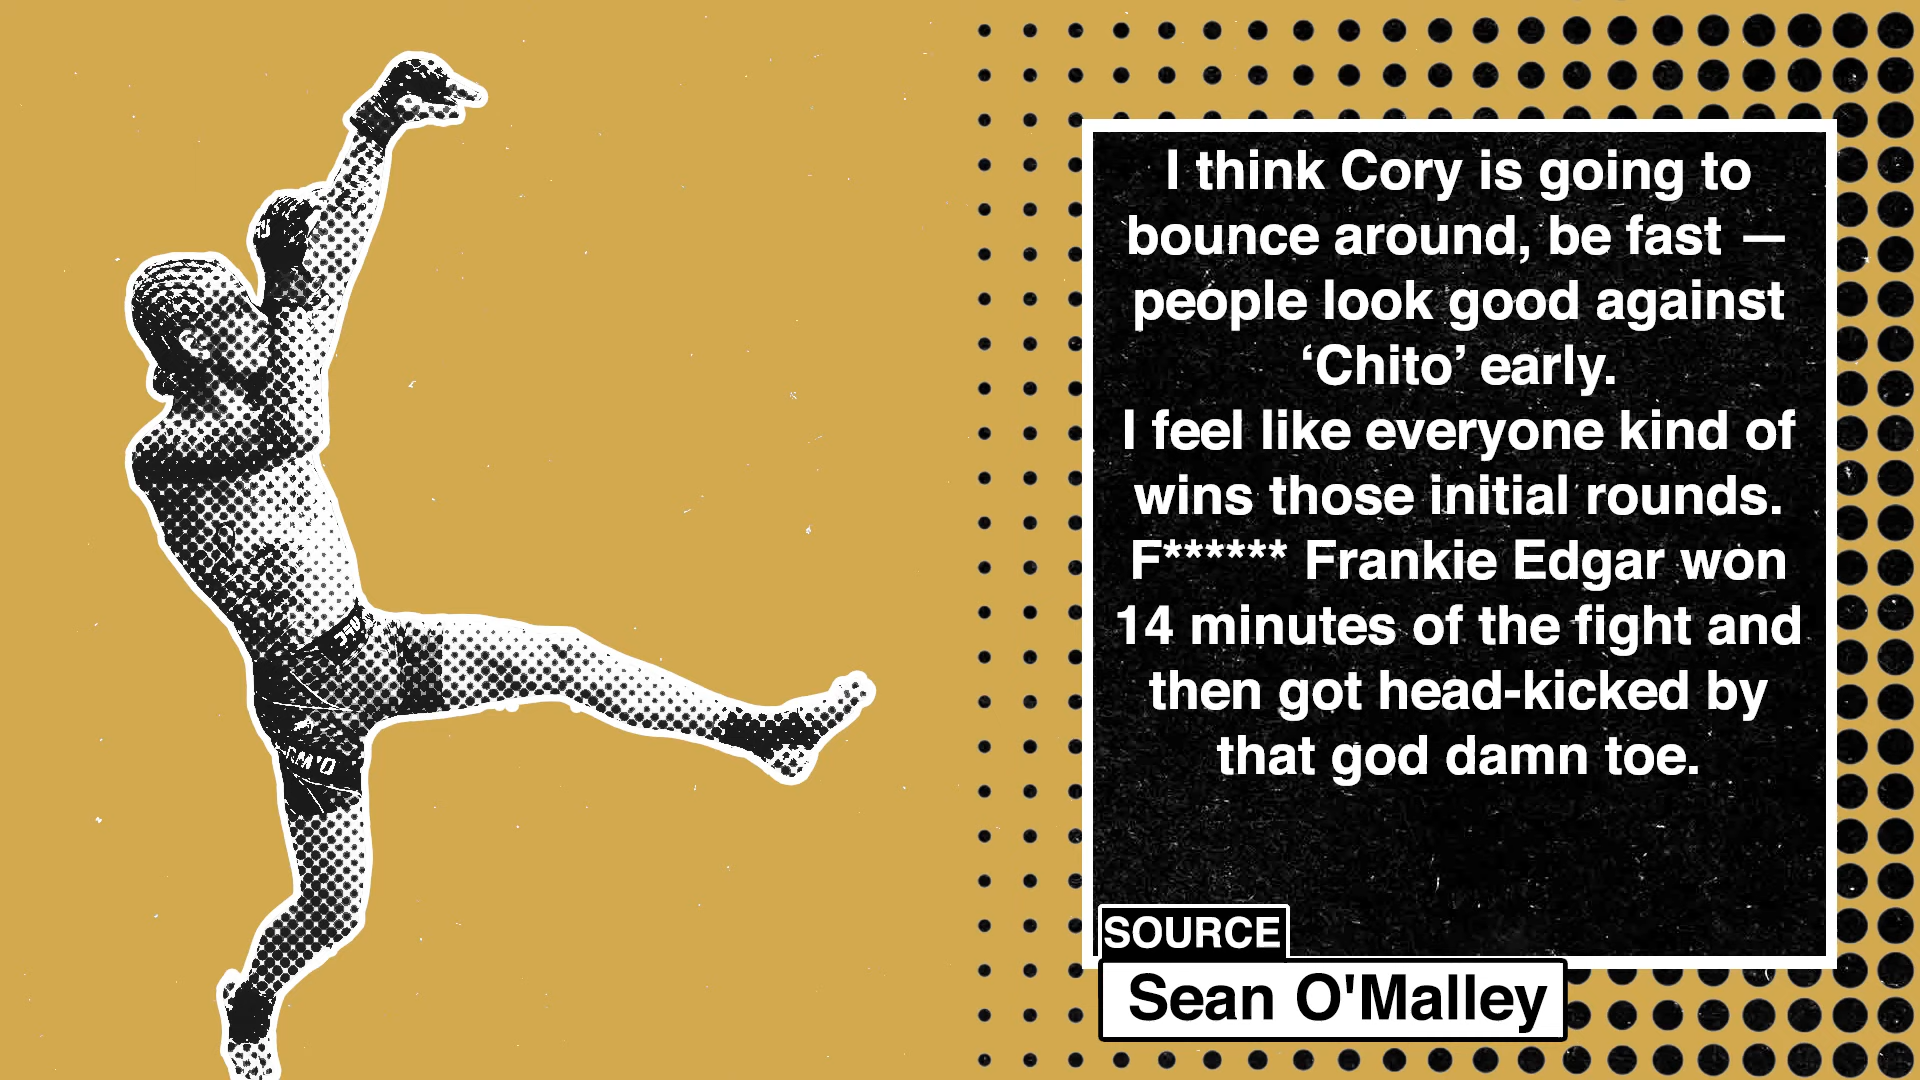 I think Cory is going to
bounce around, be fast —
people look good against
‘Chito’ early.
I feel like everyone kind of
wins those initial rounds.
F****** Frankie Edgar won
14 minutes of the fight and
then got head-kicked by
that god damn toe.
SOURCE
Sean O'Malley